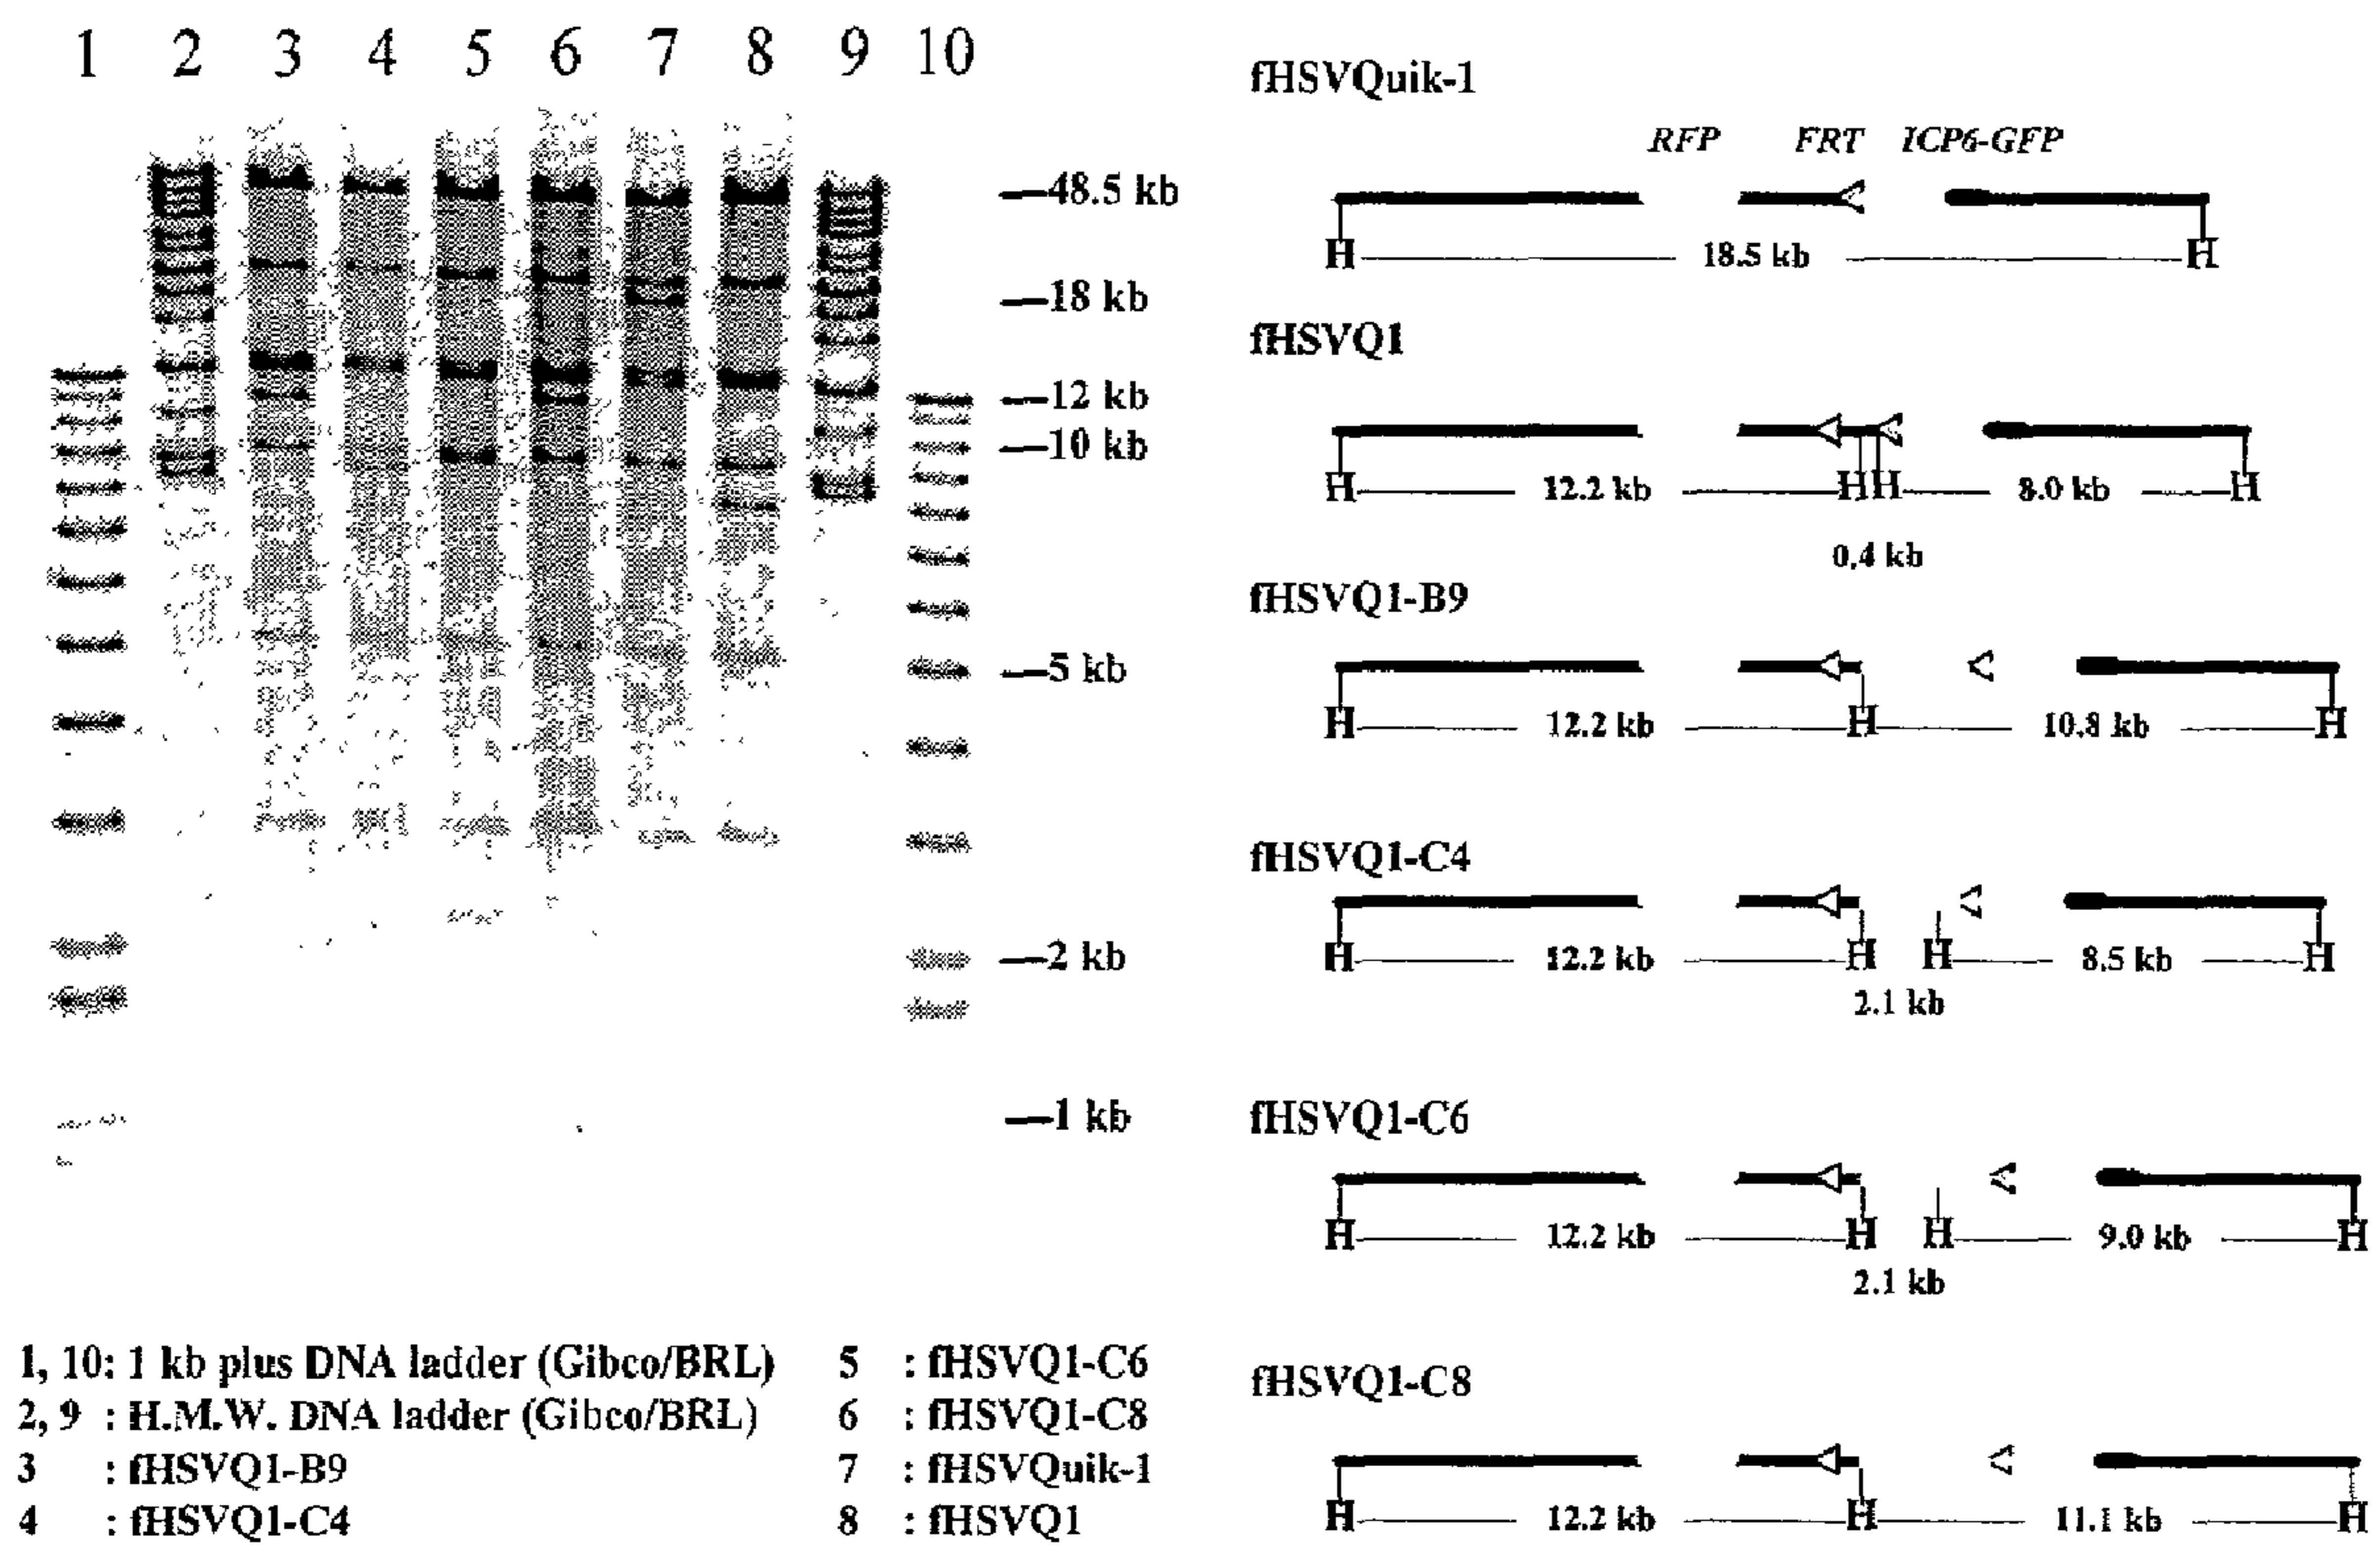 1 2 3 4 5 6 7 8 9 10
48.5 kb
18 kb
12 kb
10 kb
5 kb
2 kb
1 kb
1, 10: 1 kb plus DNA ladder (Gibco/BRL)
2, 9 : H.M.W. DNA ladder (Gibco/BRL)
3 : fHSVQ1-B9
4 : fHSVQ1-C4
5 : fHSVQ1-C6
6 : fHSVQ1-C8
7 : fHSVQuik-1
8 : fHSVQ1
fHSVQuik-1
RFP FRT ICP6-GFP
H 18.5 kb H
fHSVQ1
H 12.2 kb H H 8.0 kb H
0.4 kb
fHSVQ1-B9
H 12.2 kb H 10.8 kb H
fHSVQ1-C4
H 12.2 kb H H 8.5 kb H
2.1 kb
fHSVQ1-C6
H 12.2 kb H H 9.0 kb H
2.1 kb
fHSVQ1-C8
H 12.2 kb H 11.1 kb H